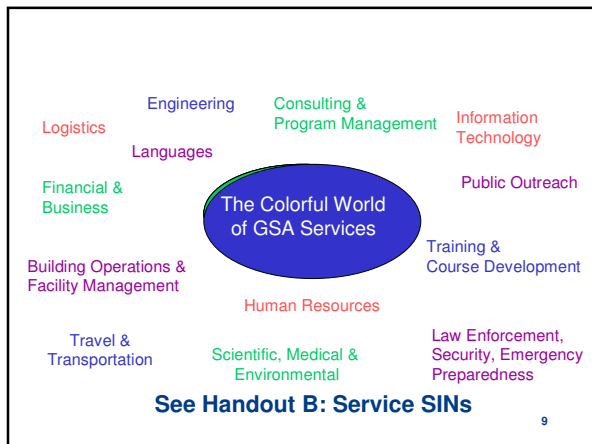 Engineering
Consulting &
Program Management
Logistics
Information
Technology
Languages
Financial &
Business
Public Outreach
The Colorful World
of GSA Services
Training &
Course Development
Building Operations &
Facility Management
Human Resources
Travel &
Transportation
Scientific, Medical &
Environmental
Law Enforcement,
Security, Emergency
Preparedness
See Handout B: Service SINs
9